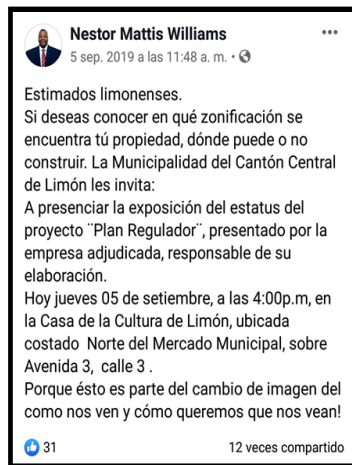 Nestor Mattis Williams
5 sep. 2019 a las 11:48 a. m. •
Estimados limonenses.
Si deseas conocer en qué zonificación se
encuentra tú propiedad, dónde puede o no
construir. La Municipalidad del Cantón Central
de Limón les invita:
A presenciar la exposición del estatus del
proyecto ¨Plan Regulador¨, presentado por la
empresa adjudicada, responsable de su
elaboración.
Hoy jueves 05 de setiembre, a las 4:00p.m, en
la Casa de la Cultura de Limón, ubicada
costado Norte del Mercado Municipal, sobre
Avenida 3, calle 3 .
Porque ésto es parte del cambio de imagen del
como nos ven y cómo queremos que nos vean!
31 12 veces compartido